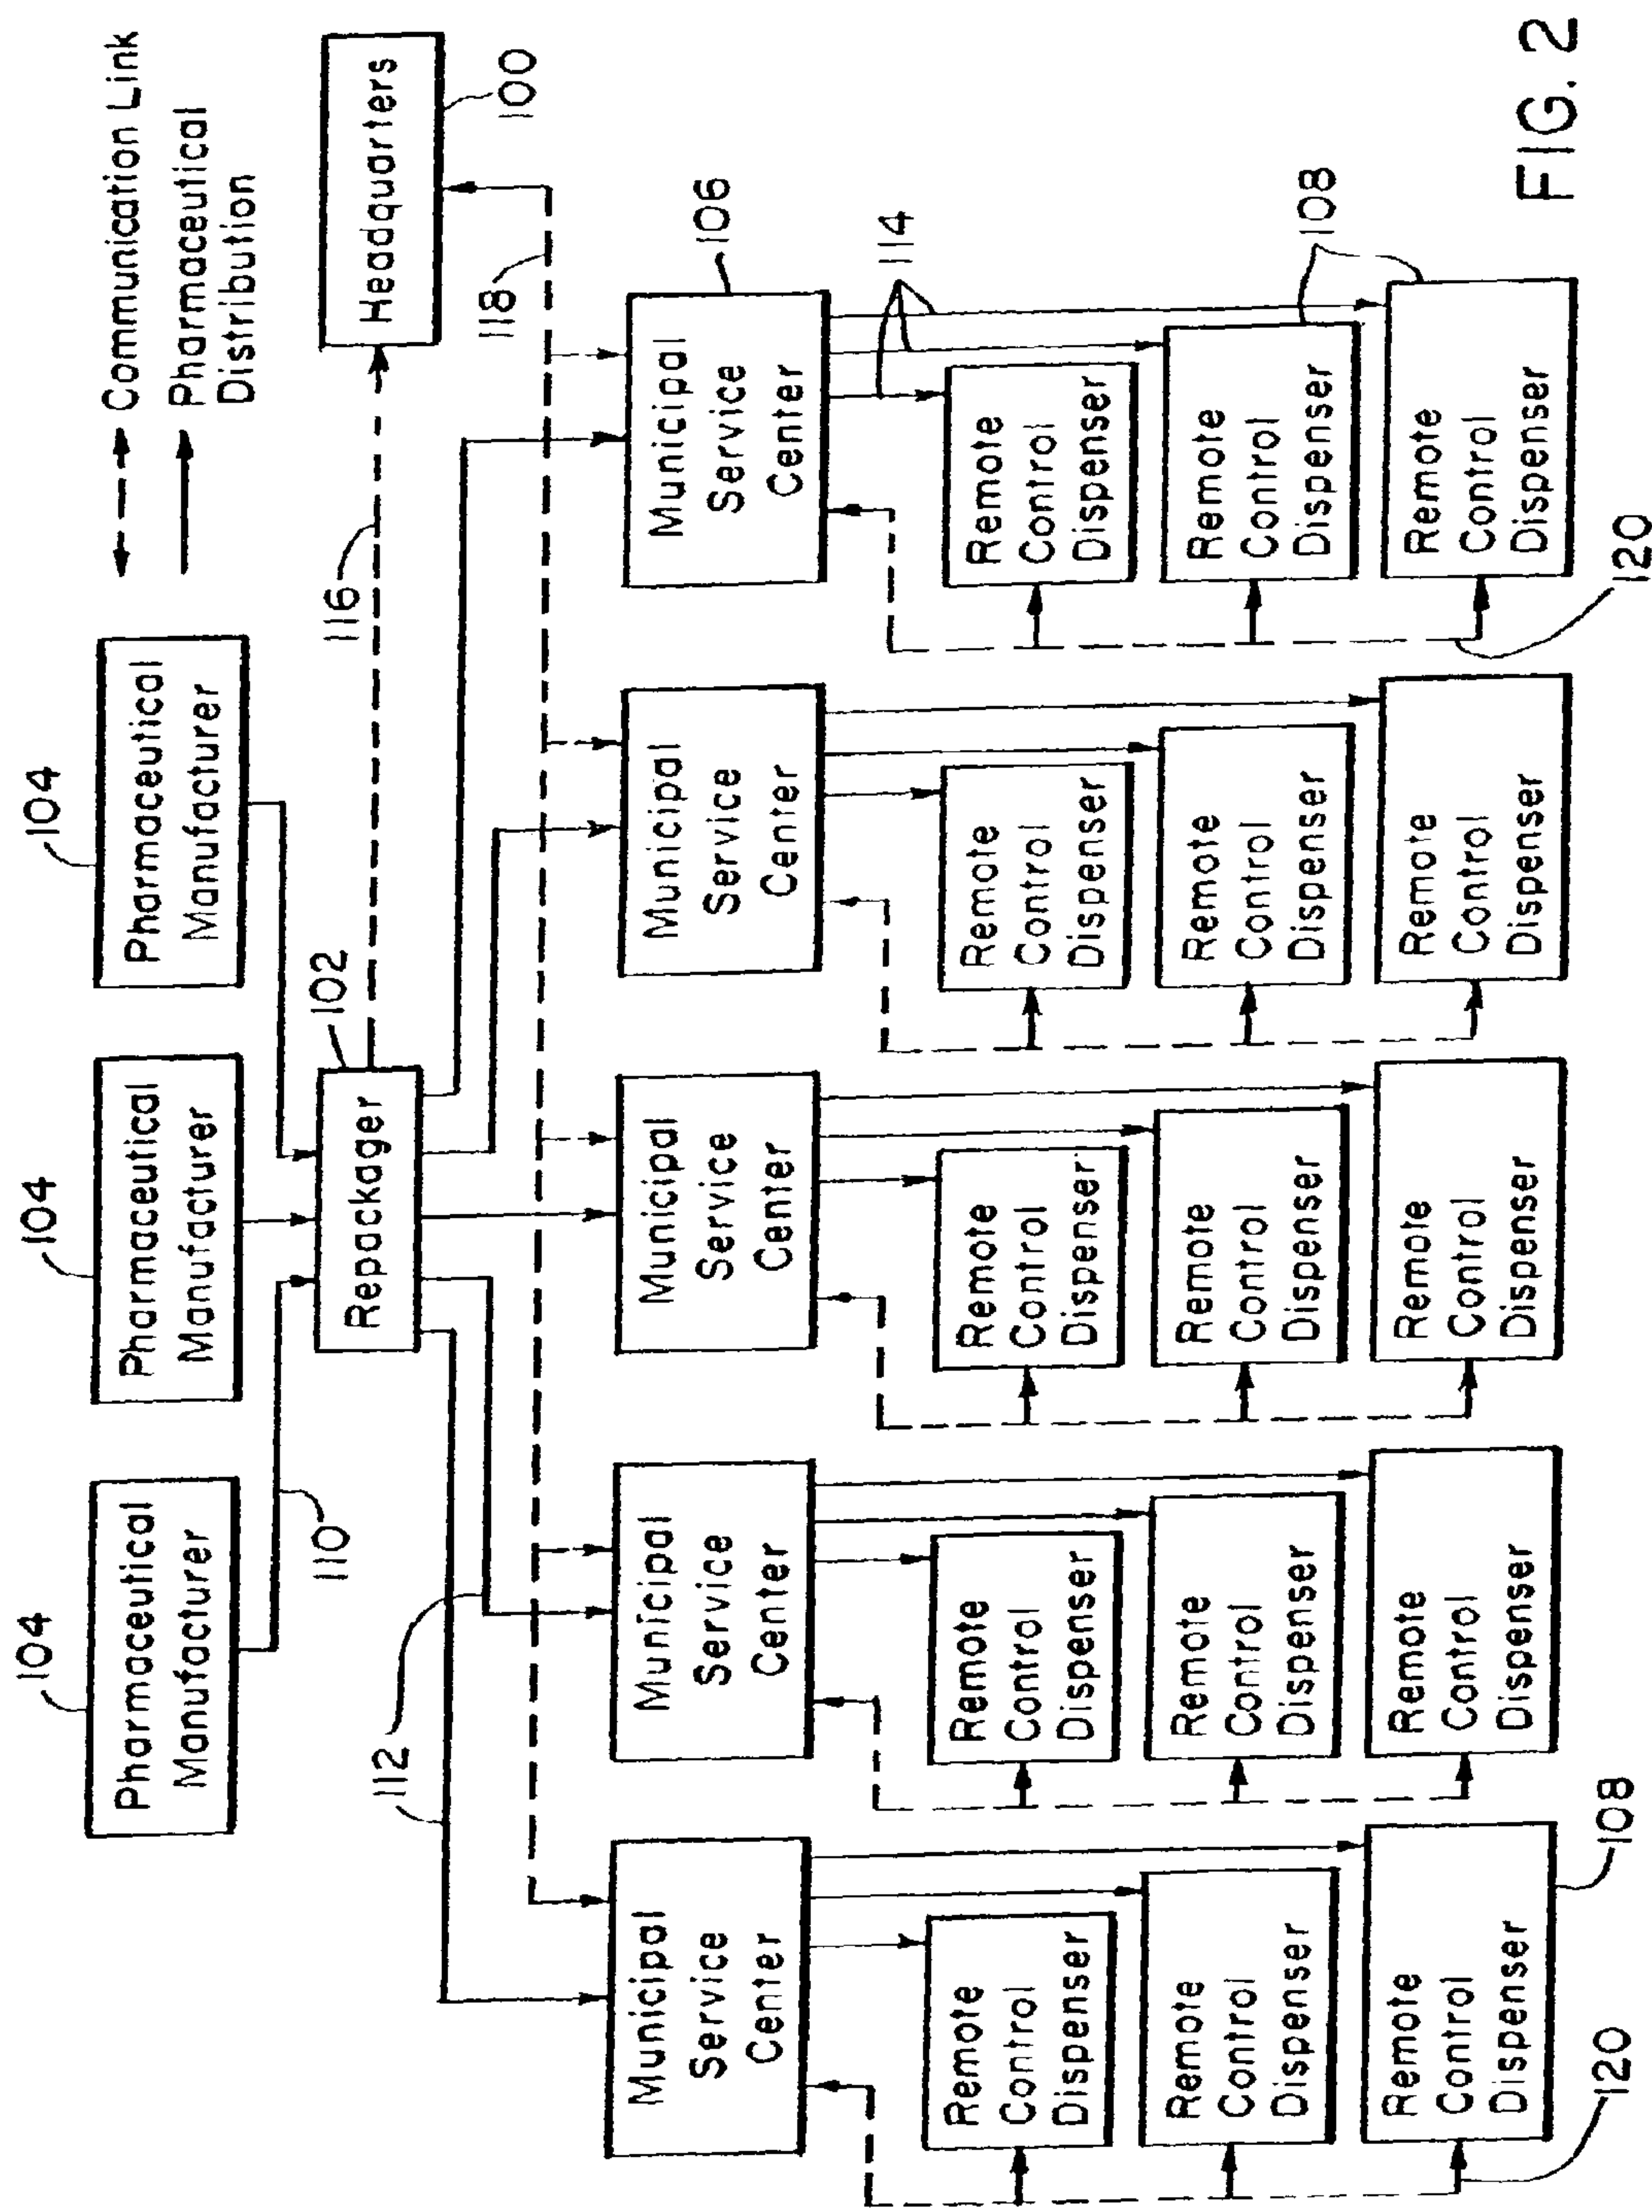 104
104
104
Pharmaceutical
Manufacturer
Pharmaceutical
Manufacturer
Pharmaceutical
Manufacturer
Communication Link
Pharmaceutical
Distribution
110
102
Repackager
116
Headquarters
100
112
118
106
Municipal
Service
Center
Municipal
Service
Center
Municipal
Service
Center
Municipal
Service
Center
Municipal
Service
Center
114
Remote
Control
Dispenser
Remote
Control
Dispenser
Remote
Control
Dispenser
Remote
Control
Dispenser
Remote
Control
Dispenser
108
Remote
Control
Dispenser
Remote
Control
Dispenser
Remote
Control
Dispenser
Remote
Control
Dispenser
Remote
Control
Dispenser
Remote
Control
Dispenser
Remote
Control
Dispenser
Remote
Control
Dispenser
Remote
Control
Dispenser
Remote
Control
Dispenser
120
108
120
FIG. 2